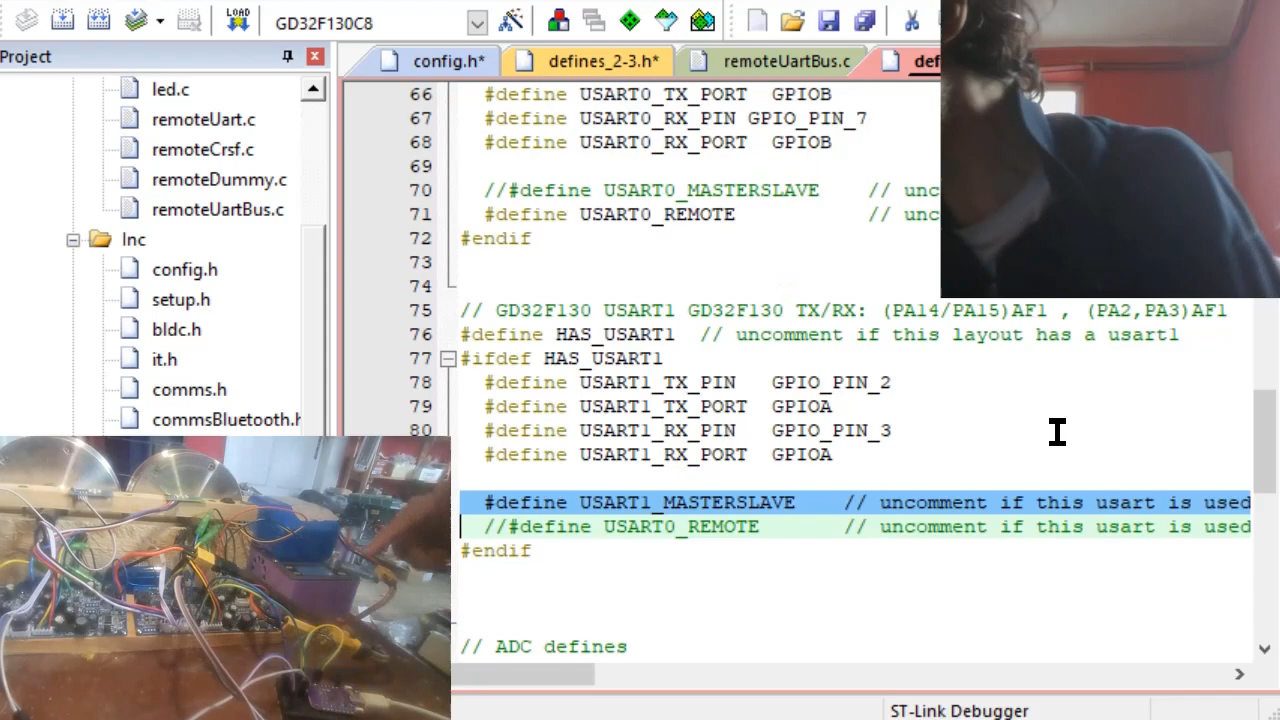 LOAD GD32F130C8
Project
config.h* defines_2-3.h* remoteUartBus.c def
led.c
remoteUart.c
remoteCrsf.c
remoteDummy.c
remoteUartBus.c
Inc
config.h
setup.h
bldc.h
it.h
comms.h
commsBluetooth.h
66 #define USART0_TX_PORT GPIOB
67 #define USART0_RX_PIN GPIO_PIN_7
68 #define USART0_RX_PORT GPIOB
69
70 //#define USART0_MASTERSLAVE // unc
71 #define USART0_REMOTE // unc
72 #endif
73
74
75 // GD32F130 USART1 GD32F130 TX/RX: (PA14/PA15)AF1 , (PA2,PA3)AF1
76 #define HAS_USART1 // uncomment if this layout has a usart1
77 #ifdef HAS_USART1
78 #define USART1_TX_PIN GPIO_PIN_2
79 #define USART1_TX_PORT GPIOA
80 #define USART1_RX_PIN GPIO_PIN_3
#define USART1_RX_PORT GPIOA
#define USART1_MASTERSLAVE // uncomment if this usart is used
//#define USART0_REMOTE // uncomment if this usart is used
#endif
// ADC defines
ST-Link Debugger